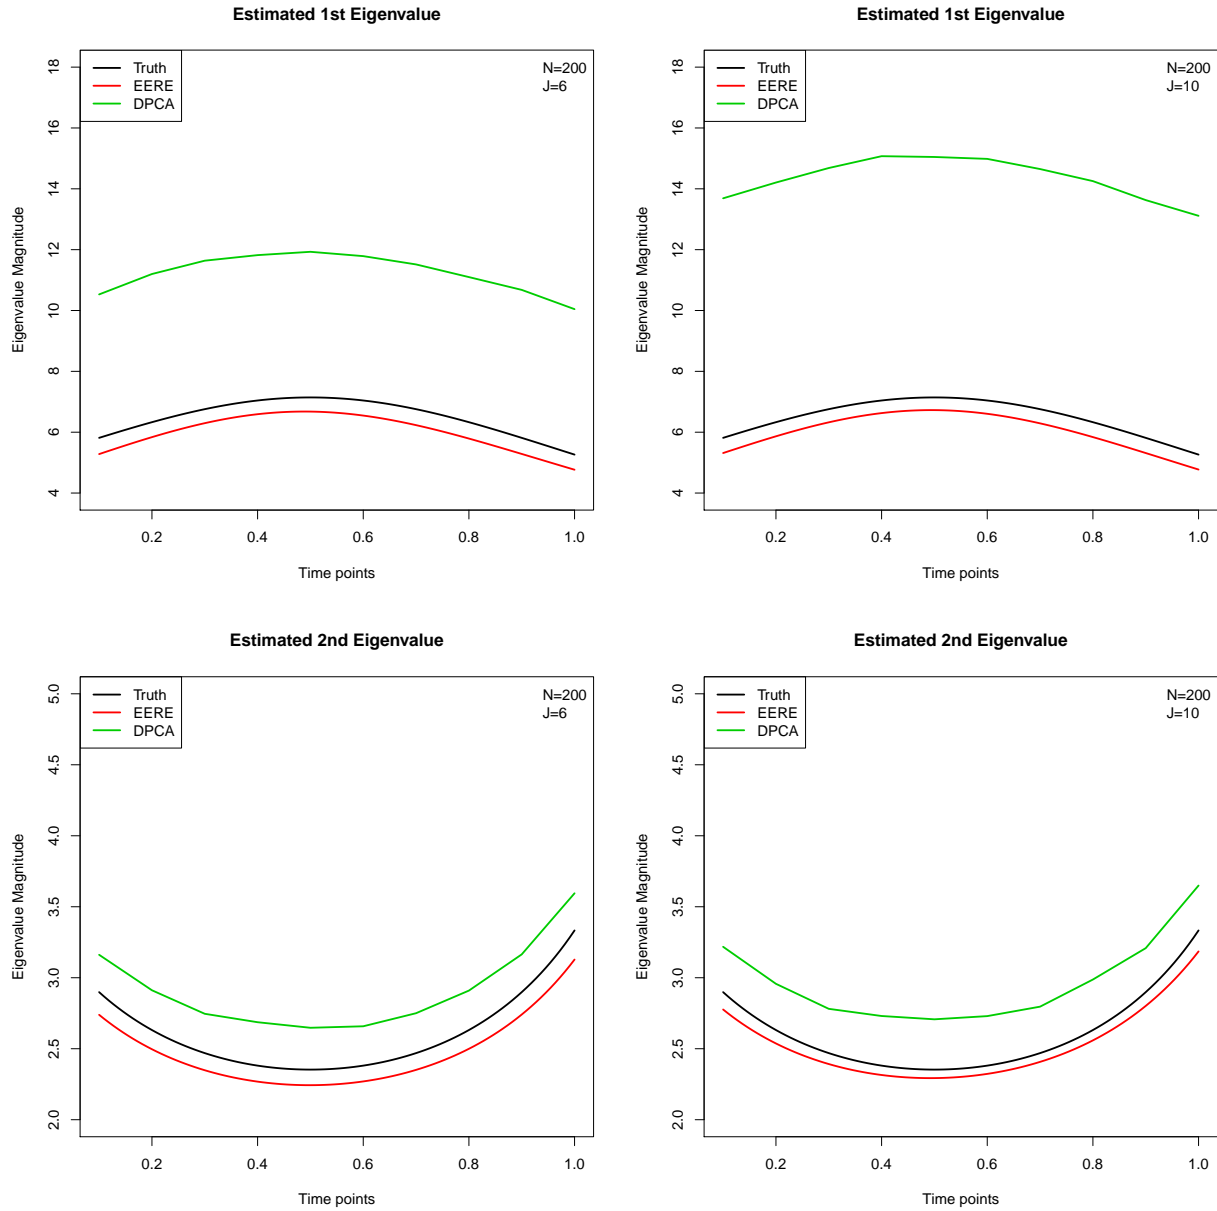 Estimated 1st Eigenvalue
Truth
EERE
DPCA
N=200
J=6
Eigenvalue Magnitude
18
16
14
12
10
8
6
4
0.2 0.4 0.6 0.8 1.0
Time points
Estimated 1st Eigenvalue
Truth
EERE
DPCA
N=200
J=10
Eigenvalue Magnitude
18
16
14
12
10
8
6
4
0.2 0.4 0.6 0.8 1.0
Time points
Estimated 2nd Eigenvalue
Truth
EERE
DPCA
N=200
J=6
Eigenvalue Magnitude
5.0
4.5
4.0
3.5
3.0
2.5
2.0
0.2 0.4 0.6 0.8 1.0
Time points
Estimated 2nd Eigenvalue
Truth
EERE
DPCA
N=200
J=10
Eigenvalue Magnitude
5.0
4.5
4.0
3.5
3.0
2.5
2.0
0.2 0.4 0.6 0.8 1.0
Time points